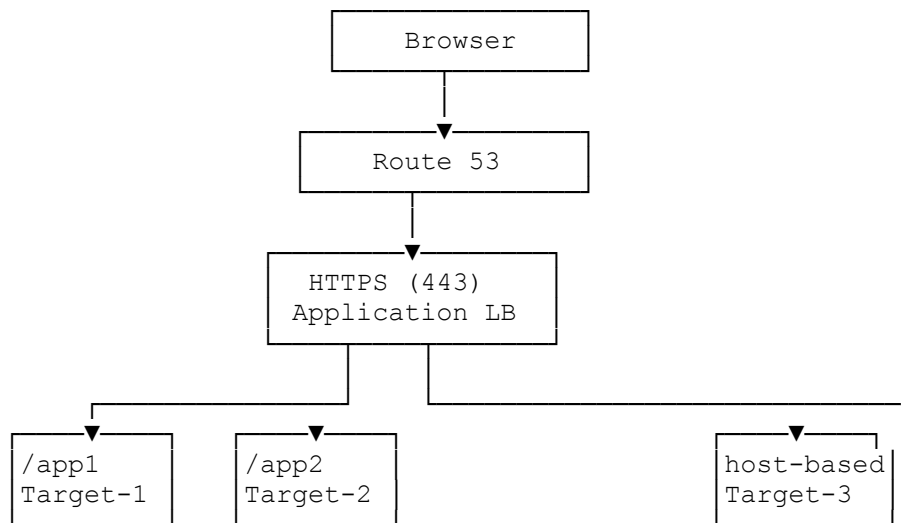 Browser
Route 53
HTTPS (443)
Application LB
/app1
Target-1
/app2
Target-2
host-based
Target-3